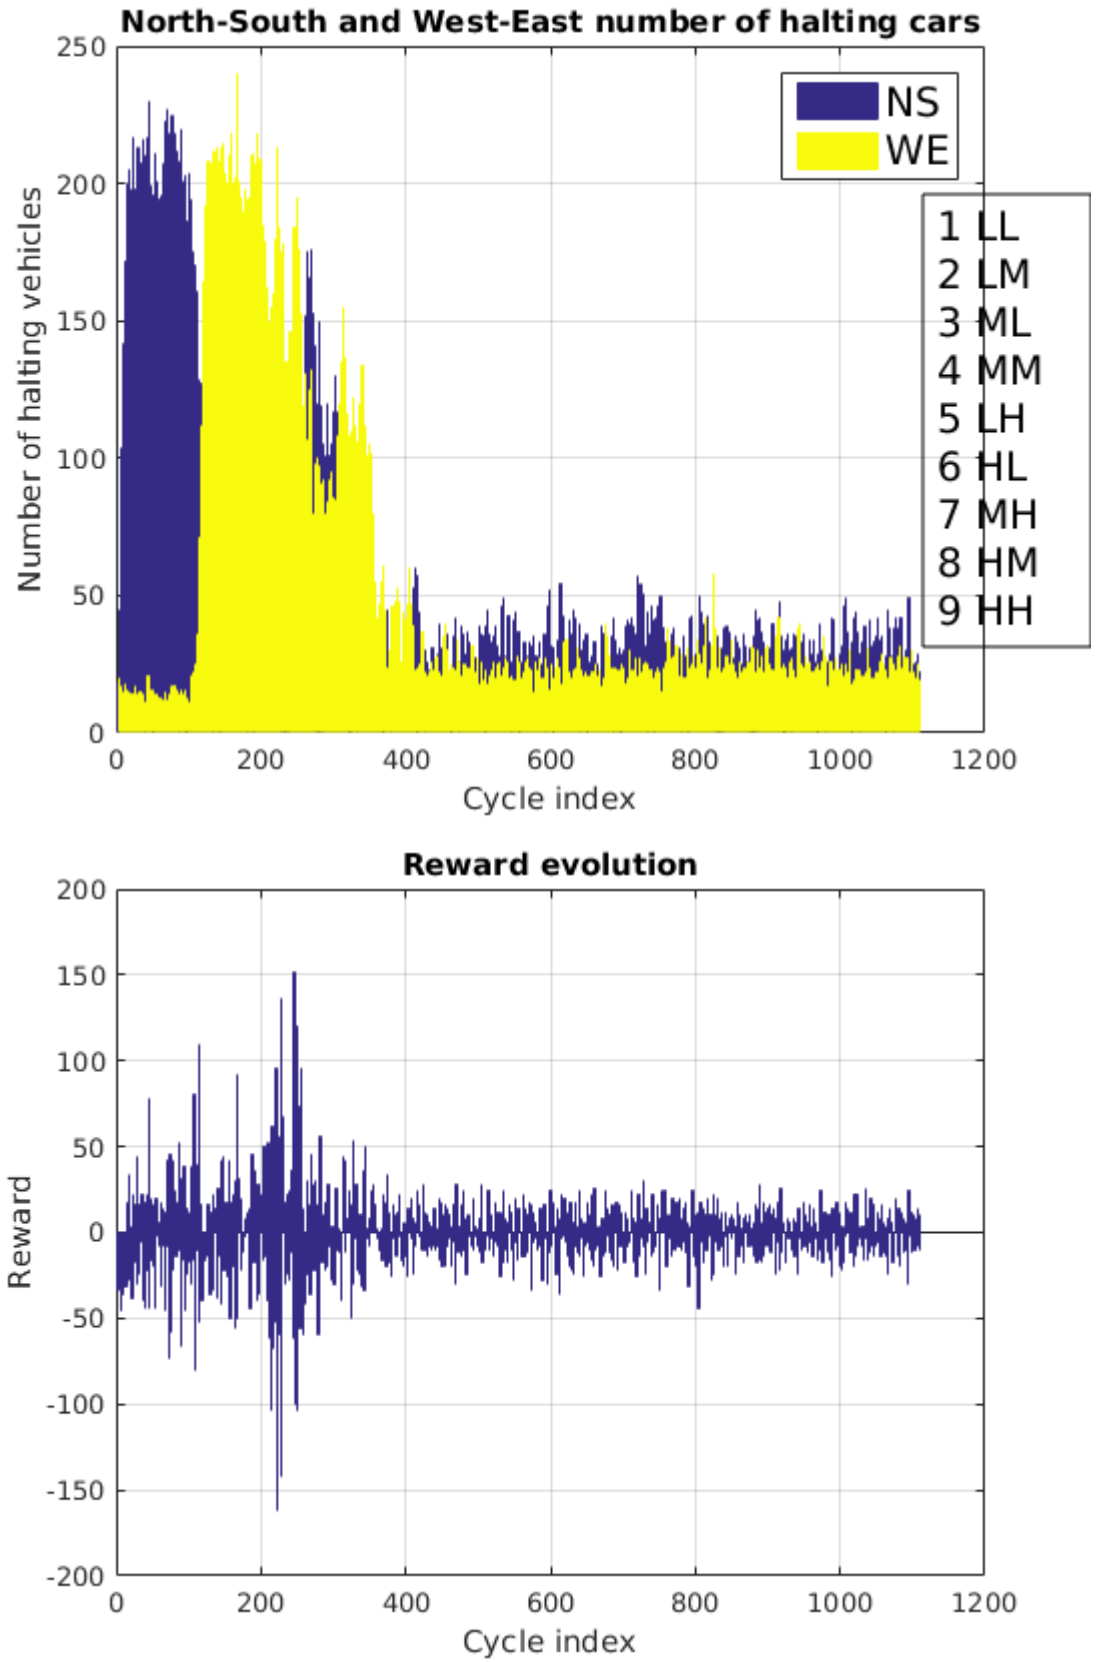 North-South and West-East number of halting cars
250
200
150
100
50
0
Number of halting vehicles
NS
WE
1 LL
2 LM
3 ML
4 MM
5 LH
6 HL
7 MH
8 HM
9 HH
0 200 400 600 800 1000 1200
Cycle index
Reward evolution
200
150
100
50
0
-50
-100
-150
-200
Reward
0 200 400 600 800 1000 1200
Cycle index